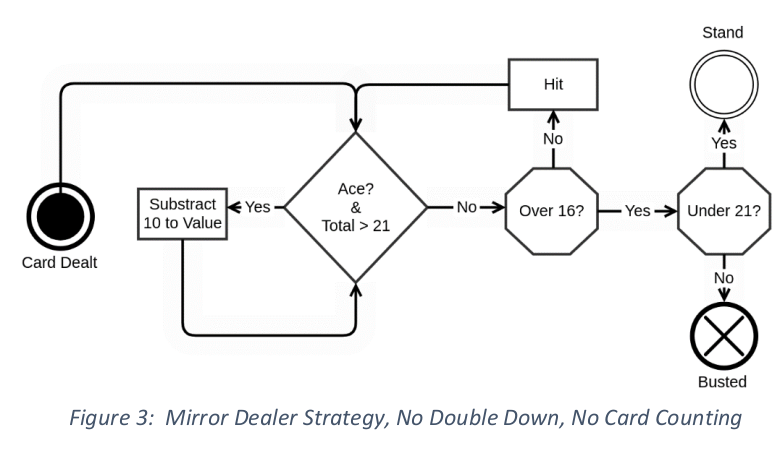 Stand
Hit
No
Yes
Ace?
&
Total > 21
Substract
10 to Value
Yes
No
Over 16?
Yes
Under 21?
Card Dealt
No
Busted
Figure 3:  Mirror Dealer Strategy, No Double Down, No Card Counting